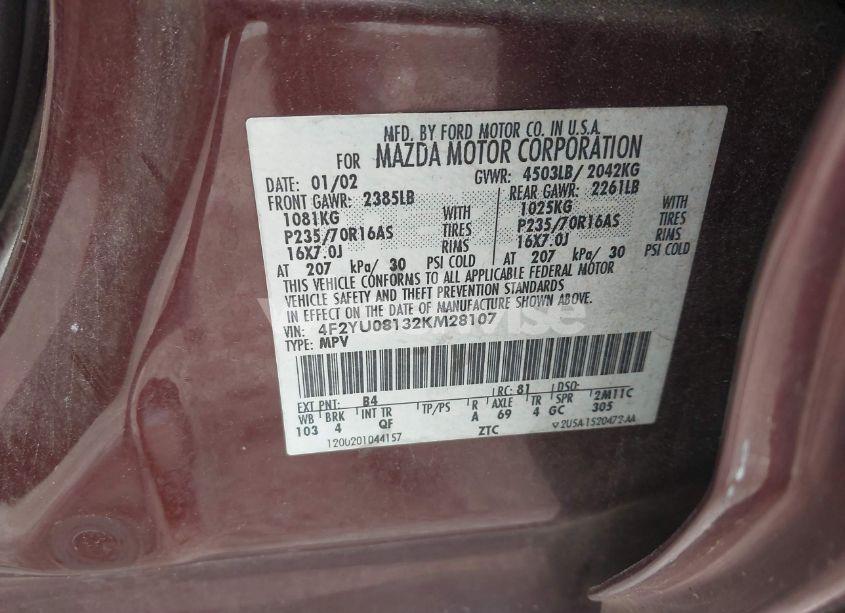 MFD. BY FORD MOTOR CO. IN U.S.A.
FOR MAZDA MOTOR CORPORATION
DATE: 01/02 GVWR: 4503LB/ 2042KG
FRONT GAWR: 2385LB REAR GAWR: 2261LB
1081KG WITH 1025KG WITH
P235/70R16AS TIRES P235/70R16AS TIRES
16X7.0J RIMS 16X7.0J RIMS
AT 207 kPa/ 30 PSI COLD AT 207 kPa/ 30 PSI COLD
THIS VEHICLE CONFORMS TO ALL APPLICABLE FEDERAL MOTOR
VEHICLE SAFETY AND THEFT PREVENTION STANDARDS
IN EFFECT ON THE DATE OF MANUFACTURE SHOWN ABOVE.
VIN: 4F2YU08132KM28107
TYPE: MPV
EXT PNT: B4 RC: 81 DSO:
WB BRK INT TR TP/PS R AXLE TR SPR 2M11C
103 4 QF A 69 4 GC 305
1200201044157 ZTC